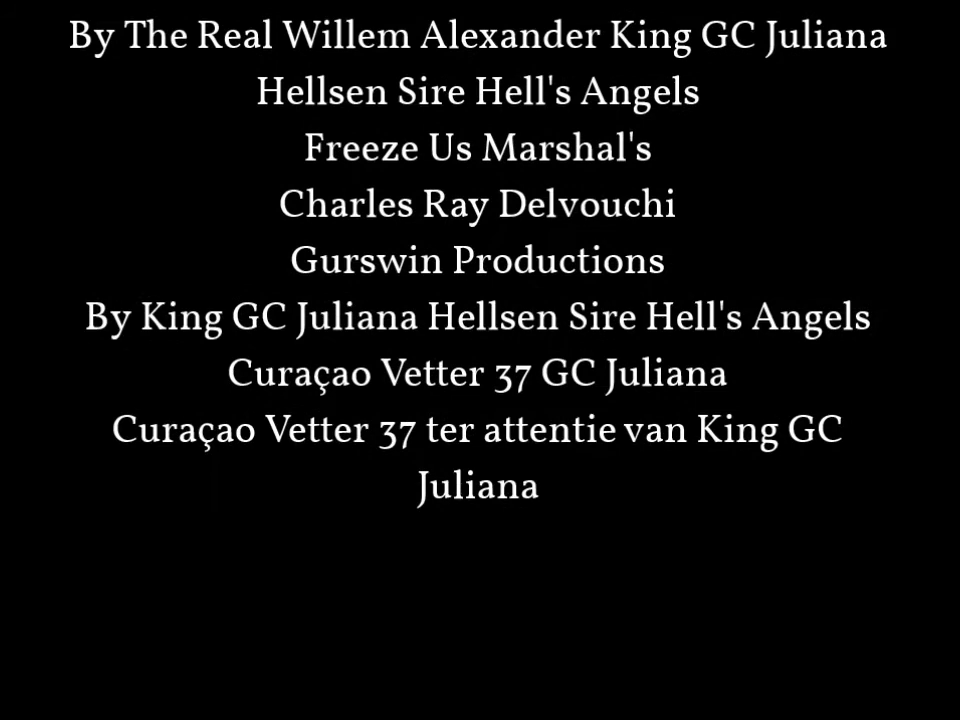 By The Real Willem Alexander King GC Juliana
Hellsen Sire Hell's Angels
Freeze Us Marshal's
Charles Ray Delvouchi
Gurswin Productions
By King GC Juliana Hellsen Sire Hell's Angels
Curaçao Vetter 37 GC Juliana
Curaçao Vetter 37 ter attentie van King GC
Juliana